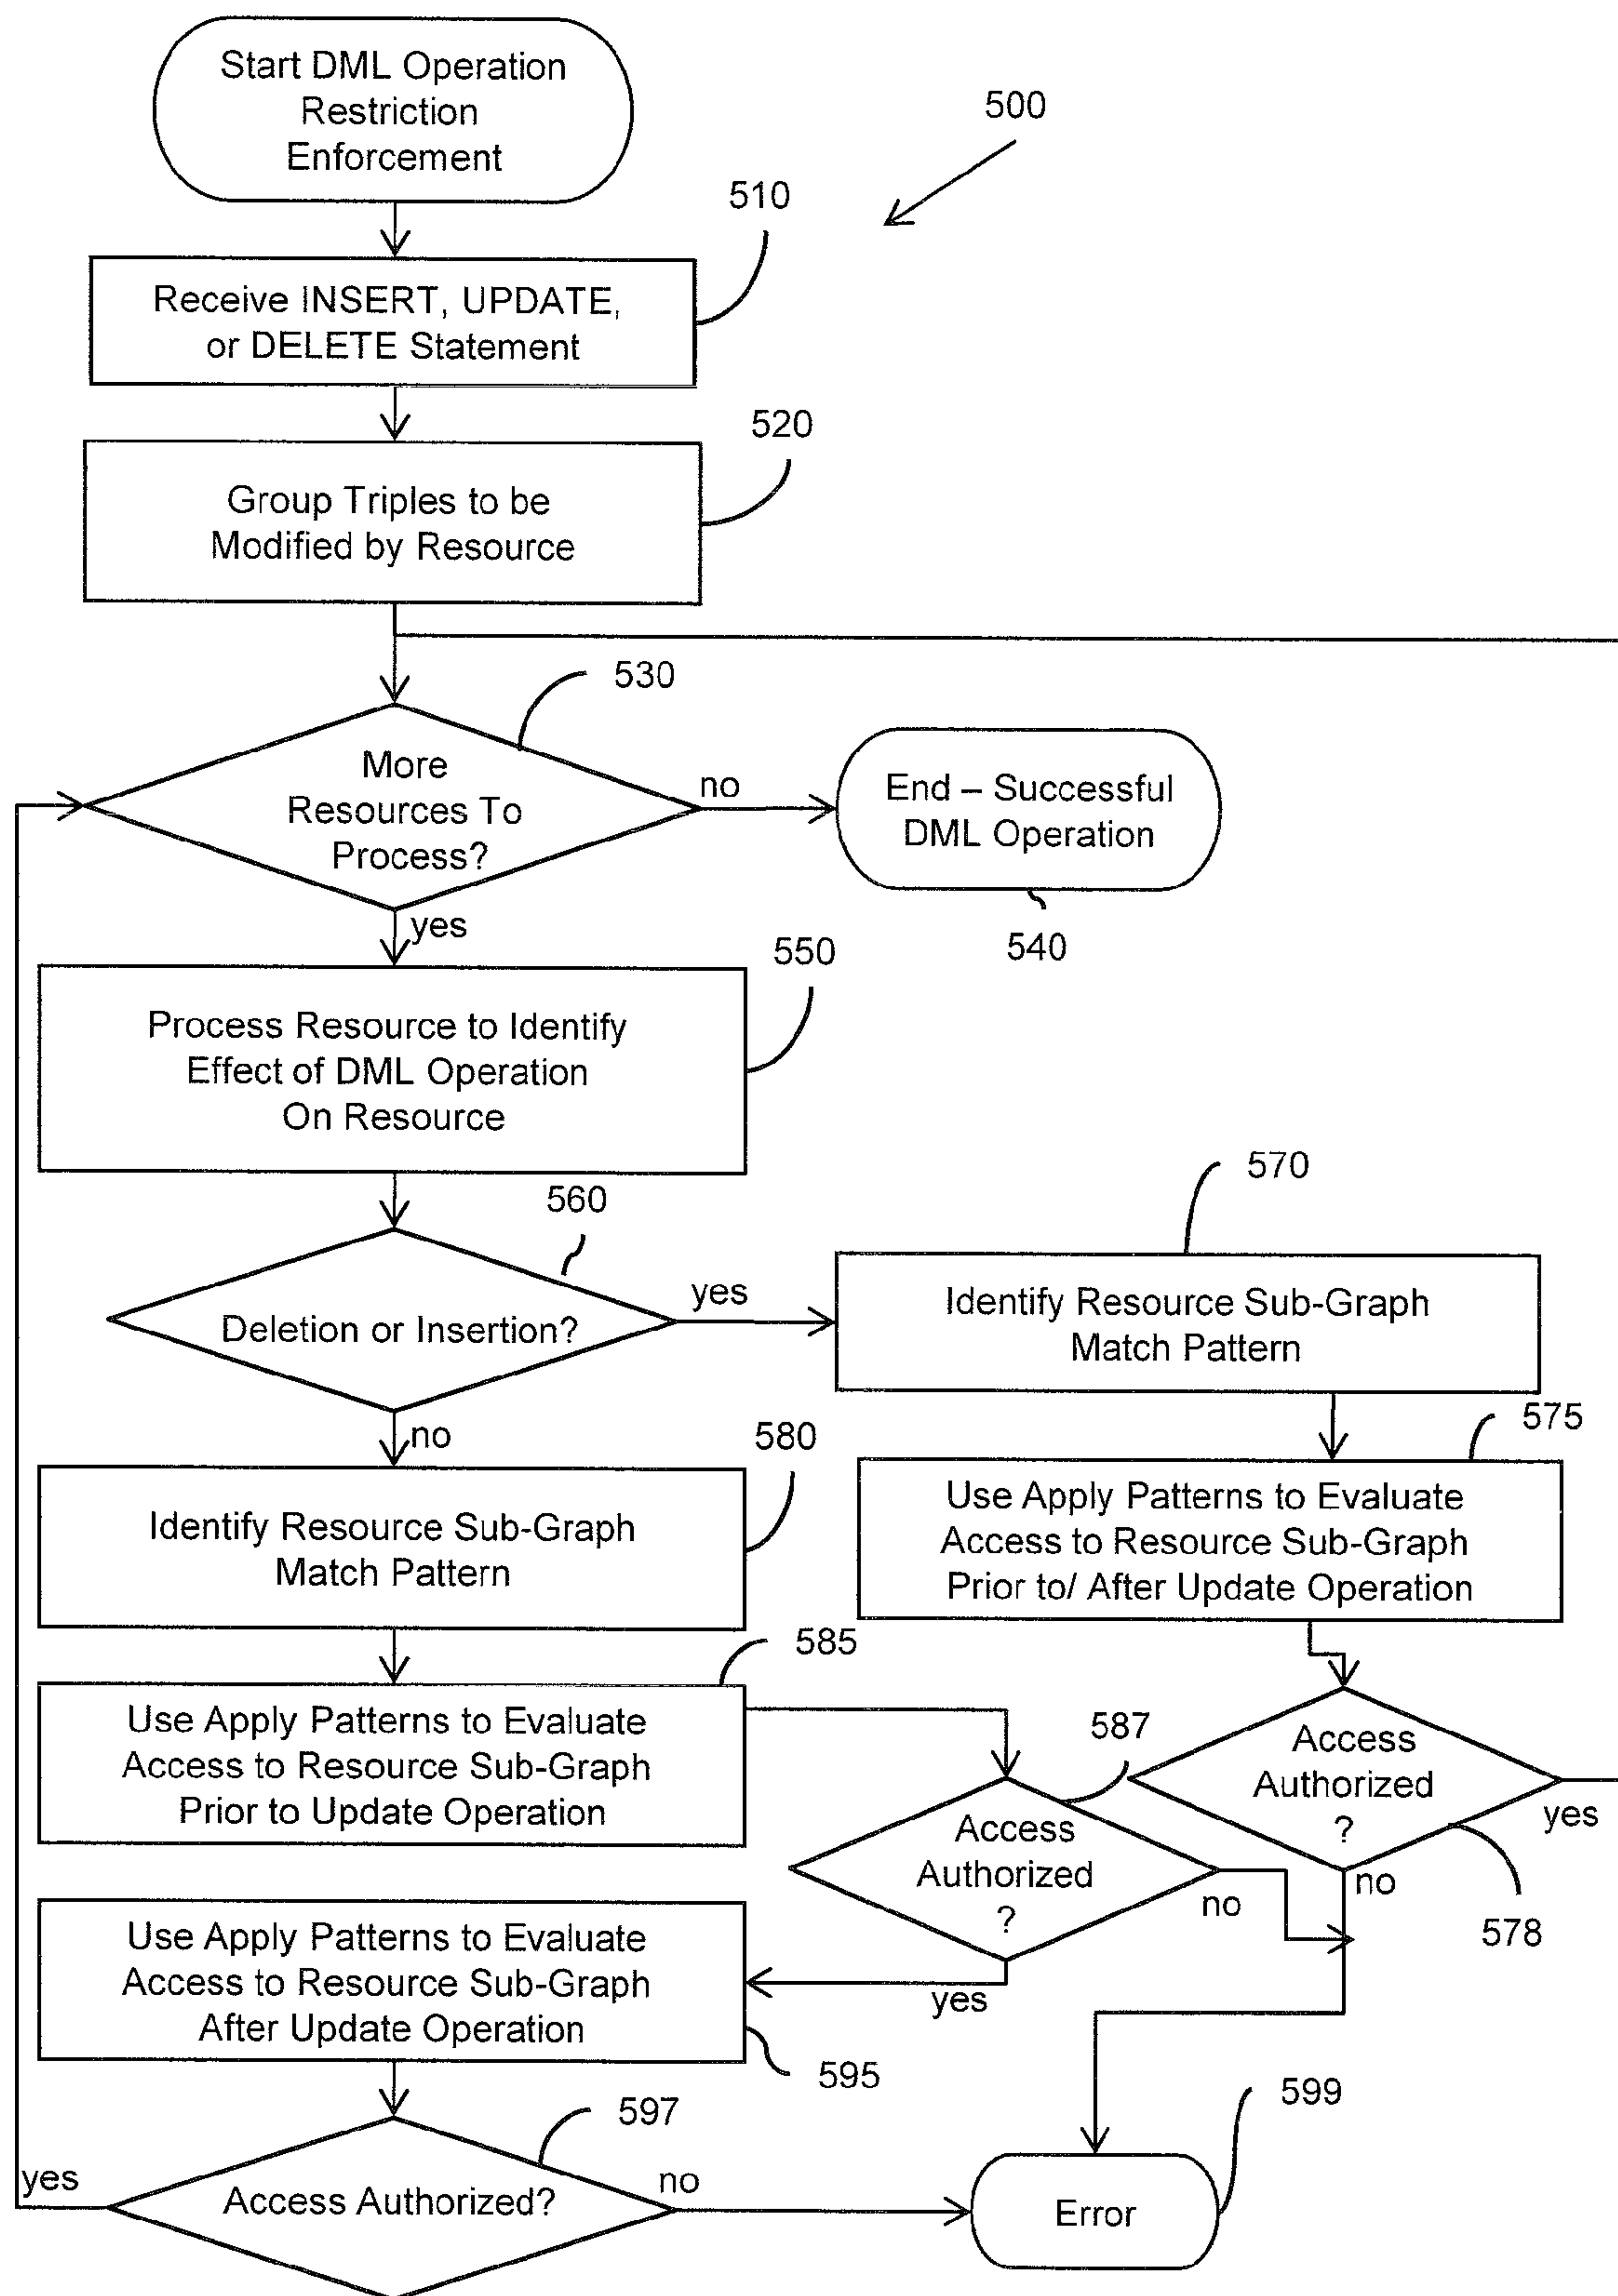 Start DML Operation
Restriction
Enforcement
500
510
Receive INSERT, UPDATE,
or DELETE Statement
520
Group Triples to be
Modified by Resource
530
More
Resources To
Process?
no
End – Successful
DML Operation
540
yes
550
Process Resource to Identify
Effect of DML Operation
On Resource
560
Deletion or Insertion?
yes
570
Identify Resource Sub-Graph
Match Pattern
no
575
Use Apply Patterns to Evaluate
Access to Resource Sub-Graph
Prior to/ After Update Operation
580
Identify Resource Sub-Graph
Match Pattern
585
Use Apply Patterns to Evaluate
Access to Resource Sub-Graph
Prior to Update Operation
587
Access
Authorized
?
no
yes
Access
Authorized
?
yes
no
578
Use Apply Patterns to Evaluate
Access to Resource Sub-Graph
After Update Operation
595
597
Access Authorized?
yes
no
599
Error